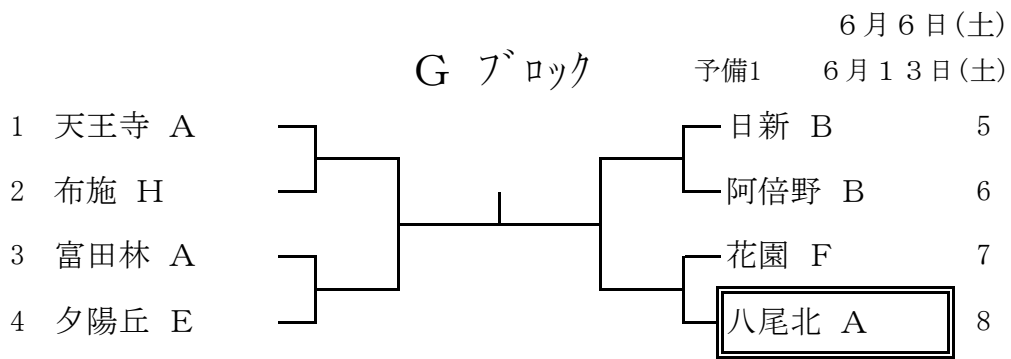 ６月６日(土)
G ブロック 予備1 ６月１３日(土)
1 天王寺 A 日新 B 5
2 布施 H 阿倍野 B 6
3 富田林 A 花園 F 7
4 夕陽丘 E 八尾北 A 8